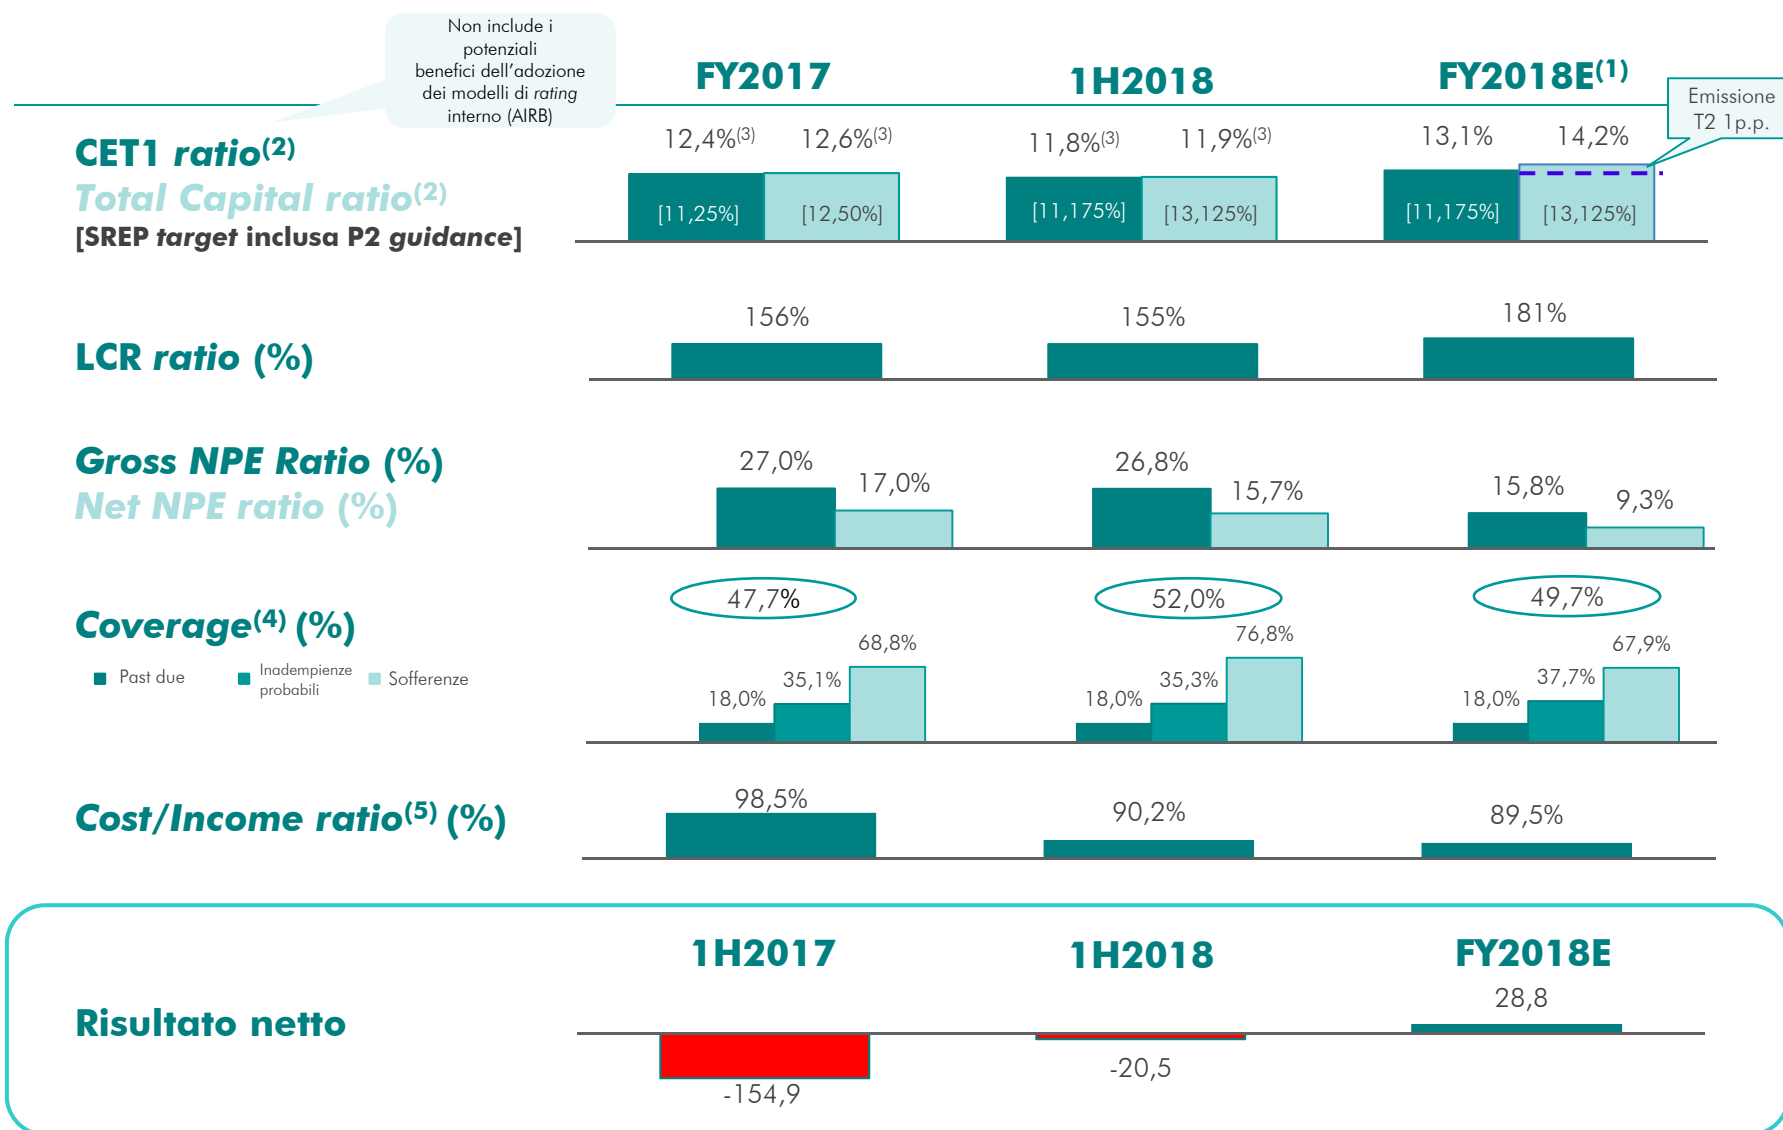 Non include i
potenziali
benefici dell'adozione
dei modelli di rating
interno (AIRB)
FY2017
1H2018
FY2018E(1)
Emissione
T2 1p.p.
CET1 ratio(2)
Total Capital ratio(2)
[SREP target inclusa P2 guidance]
12,4%(3) 12,6%(3)
11,8%(3) 11,9%(3)
13,1% 14,2%
[11,25%] [12,50%]
[11,175%] [13,125%]
[11,175%] [13,125%]
LCR ratio (%)
156%
155%
181%
Gross NPE Ratio (%)
Net NPE ratio (%)
27,0% 17,0%
26,8% 15,7%
15,8% 9,3%
Coverage(4) (%)
Past due
Inadempienze
probabili
Sofferenze
47,7%
52,0%
49,7%
18,0% 35,1% 68,8%
18,0% 35,3% 76,8%
18,0% 37,7% 67,9%
Cost/Income ratio(5) (%)
98,5%
90,2%
89,5%
1H2017
1H2018
FY2018E
Risultato netto
-154,9
-20,5
28,8